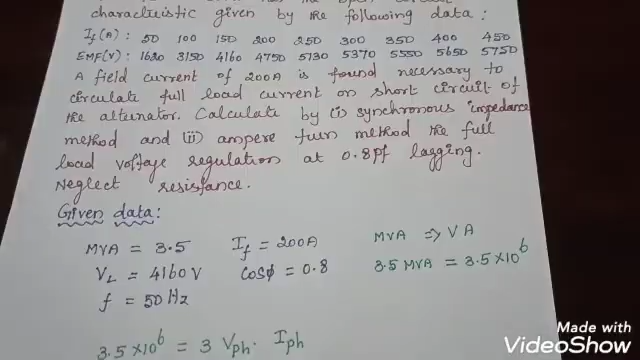 characteristic given by the following data:
If(A) : 50 100 150 200 250 300 350 400 450
EMF(V) : 1620 3150 4160 4750 5130 5370 5550 5650 5750
A field current of 200A is found necessary to
circulate full load current on short circuit of
the alternator. Calculate by (i) synchronous impedance
method and (ii) ampere turn method the full
load voltage regulation at 0.8pf lagging.
Neglect resistance.
Given data:
MVA = 3.5 If = 200A MVA ⇒ VA
VL = 4160 V cosϕ = 0.8 3.5 MVA = 3.5×10^6
f = 50 Hz
3.5×10^6 = 3 Vph. Iph
Made with
VideoShow